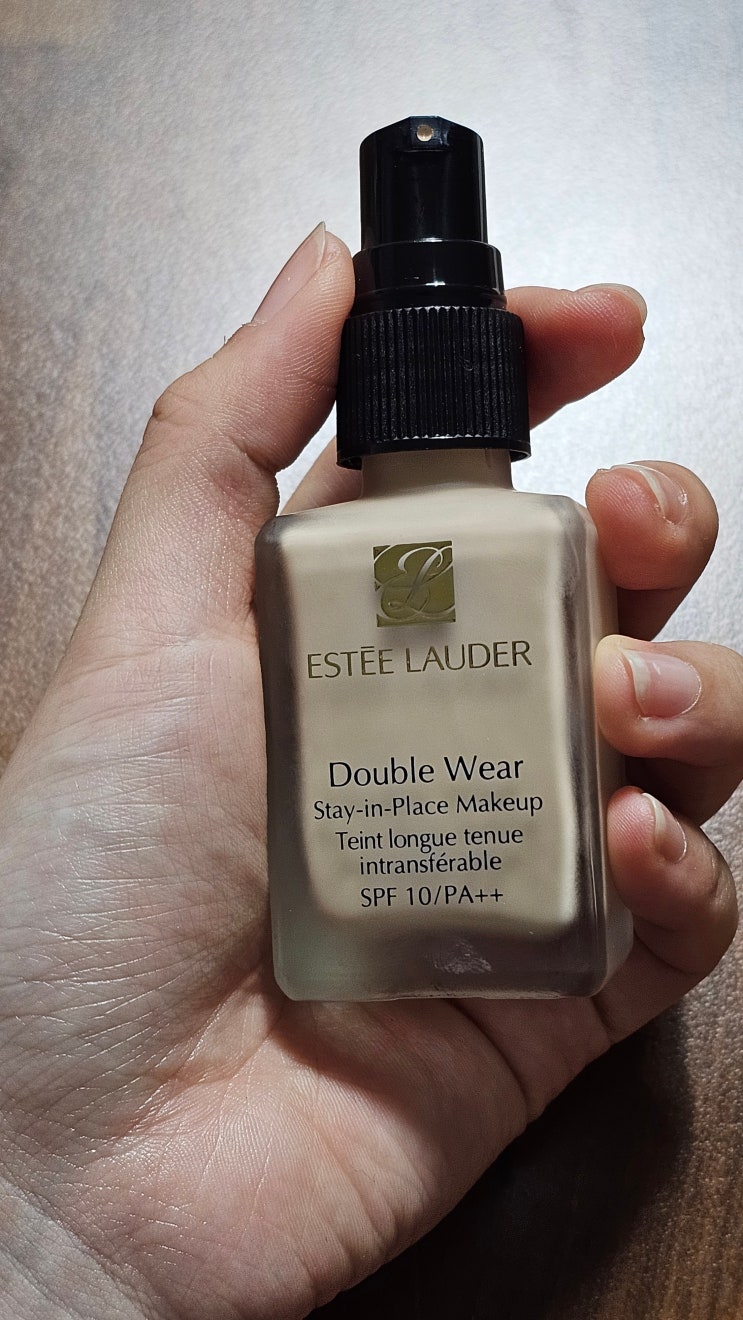 ESTĒE LAUDER
Double Wear
Stay-in-Place Makeup
Teint longue tenue
intransférable
SPF 10/PA++